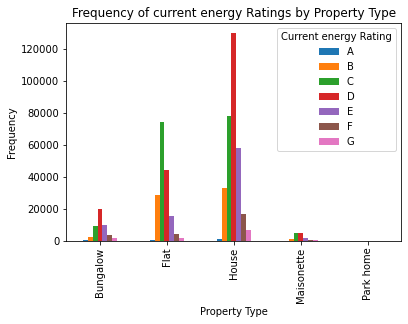 Frequency of current energy Ratings by Property Type
Current energy Rating
A
B
C
D
E
F
G
Frequency
120000
100000
80000
60000
40000
20000
0
Bungalow
Flat
House
Maisonette
Park home
Property Type